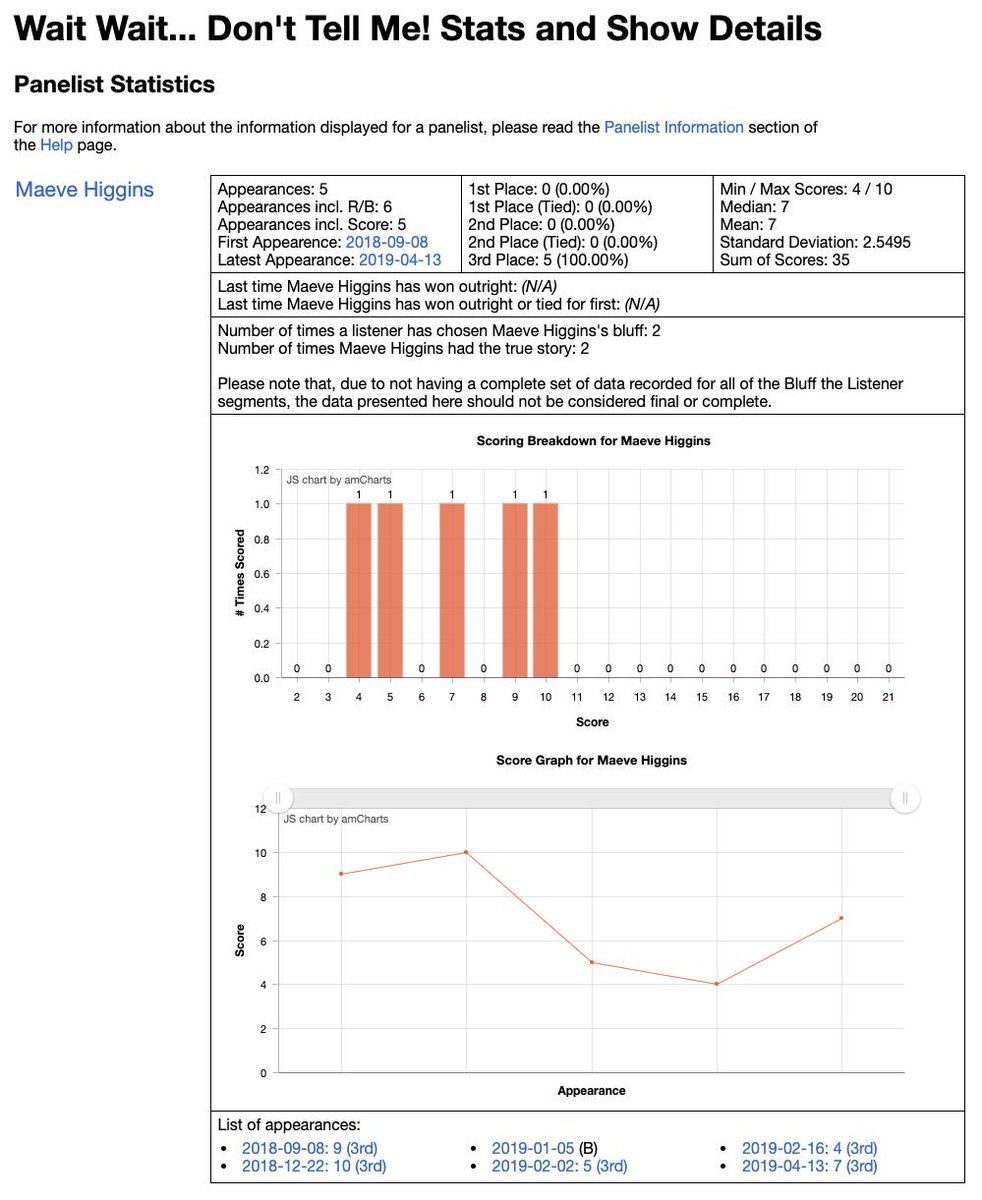 Wait Wait... Don't Tell Me! Stats and Show Details
Panelist Statistics
For more information about the information displayed for a panelist, please read the Panelist Information section of
the Help page.
Maeve Higgins
Appearances: 5
Appearances incl. R/B: 6
Appearances incl. Score: 5
First Appearence: 2018-09-08
Latest Appearance: 2019-04-13
1st Place: 0 (0.00%)
1st Place (Tied): 0 (0.00%)
2nd Place: 0 (0.00%)
2nd Place (Tied): 0 (0.00%)
3rd Place: 5 (100.00%)
Min / Max Scores: 4 / 10
Median: 7
Mean: 7
Standard Deviation: 2.5495
Sum of Scores: 35
Last time Maeve Higgins has won outright: (N/A)
Last time Maeve Higgins has won outright or tied for first: (N/A)
Number of times a listener has chosen Maeve Higgins's bluff: 2
Number of times Maeve Higgins had the true story: 2
Please note that, due to not having a complete set of data recorded for all of the Bluff the Listener
segments, the data presented here should not be considered final or complete.
Scoring Breakdown for Maeve Higgins
JS chart by amCharts
# Times Scored
1.2
1.0
0.8
0.6
0.4
0.2
0.0
0 0 1 1 0 1 0 1 1 0 0 0 0 0 0 0 0 0 0 0
2 3 4 5 6 7 8 9 10 11 12 13 14 15 16 17 18 19 20 21
Score
Score Graph for Maeve Higgins
JS chart by amCharts
Score
12
10
8
6
4
2
0
Appearance
List of appearances:
• 2018-09-08: 9 (3rd)
• 2018-12-22: 10 (3rd)
• 2019-01-05 (B)
• 2019-02-02: 5 (3rd)
• 2019-02-16: 4 (3rd)
• 2019-04-13: 7 (3rd)